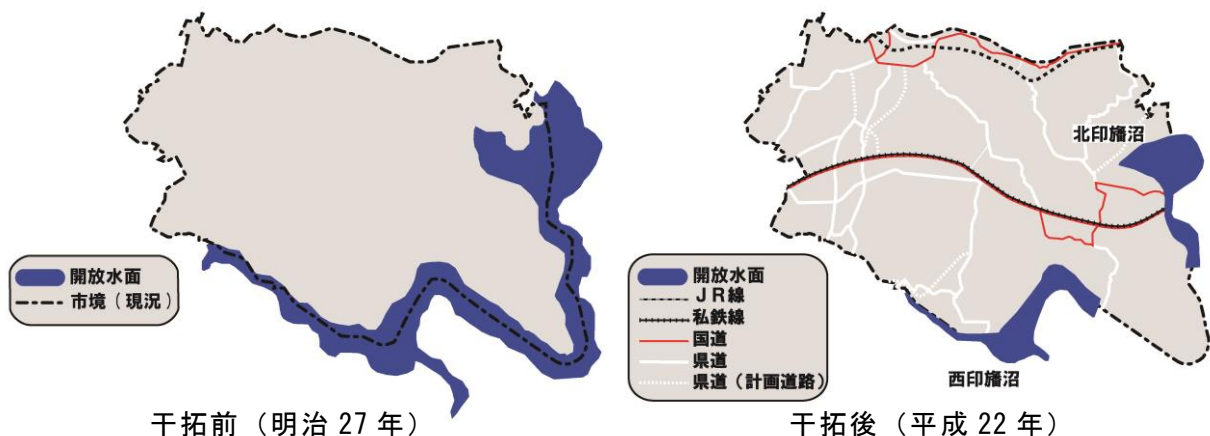 開放水面
市境（現況）
干拓前（明治 27 年）
北印旛沼
開放水面
ＪＲ線
私鉄線
国道
県道
県道（計画道路）
西印旛沼
干拓後（平成 22 年）